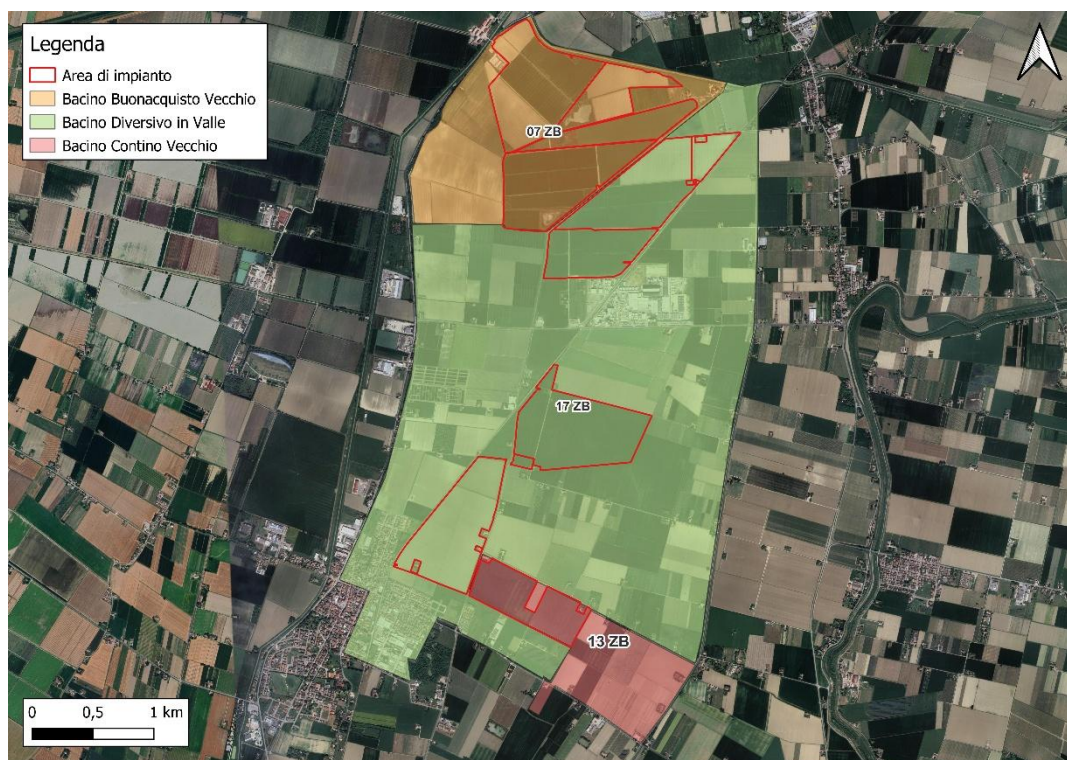 Legenda
Area di impianto
Bacino Buonacquisto Vecchio
Bacino Diversivo in Valle
Bacino Contino Vecchio
07 ZB
17 ZB
13 ZB
0 0,5 1 km